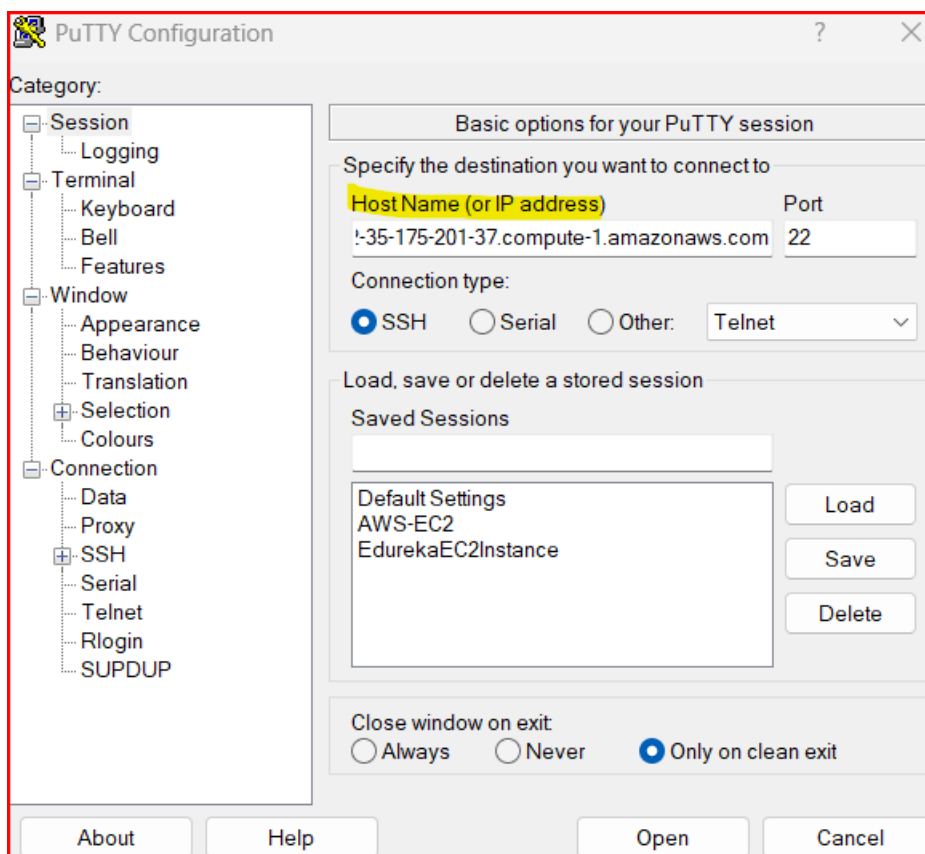 PuTTY Configuration
Category:
Session
Logging
Terminal
Keyboard
Bell
Features
Window
Appearance
Behaviour
Translation
Selection
Colours
Connection
Data
Proxy
SSH
Serial
Telnet
Rlogin
SUPDUP
Basic options for your PuTTY session
Specify the destination you want to connect to
Host Name (or IP address) Port
-35-175-201-37.compute-1.amazonaws.com 22
Connection type:
SSH Serial Other: Telnet
Load, save or delete a stored session
Saved Sessions
Default Settings
AWS-EC2
EdurekaEC2Instance
Load
Save
Delete
Close window on exit:
Always Never Only on clean exit
About Help Open Cancel